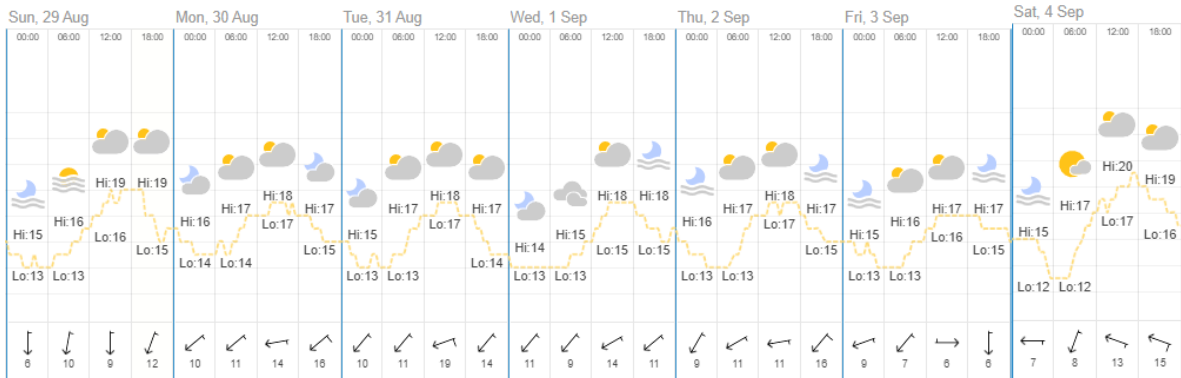 Sun, 29 Aug Mon, 30 Aug Tue, 31 Aug Wed, 1 Sep Thu, 2 Sep Fri, 3 Sep Sat, 4 Sep
00:00 06:00 12:00 18:00 00:00 06:00 12:00 18:00 00:00 06:00 12:00 18:00 00:00 06:00 12:00 18:00 00:00 06:00 12:00 18:00 00:00 06:00 12:00 18:00 00:00 06:00 12:00 18:00
Hi:15 Hi:16 Hi:19 Hi:19 Hi:16 Hi:17 Hi:18 Hi:17 Hi:15 Hi:17 Hi:18 Hi:17 Hi:14 Hi:15 Hi:18 Hi:18 Hi:16 Hi:17 Hi:18 Hi:17 Hi:15 Hi:16 Hi:17 Hi:17 Hi:15 Hi:17 Hi:20 Hi:19
Lo:13 Lo:13 Lo:16 Lo:15 Lo:14 Lo:14 Lo:17 Lo:15 Lo:13 Lo:13 Lo:17 Lo:14 Lo:13 Lo:13 Lo:15 Lo:15 Lo:13 Lo:13 Lo:17 Lo:15 Lo:13 Lo:13 Lo:16 Lo:15 Lo:12 Lo:12 Lo:17 Lo:16
6 10 9 12 10 11 14 16 10 11 19 14 11 9 14 11 9 11 11 16 9 7 6 6 7 8 13 15